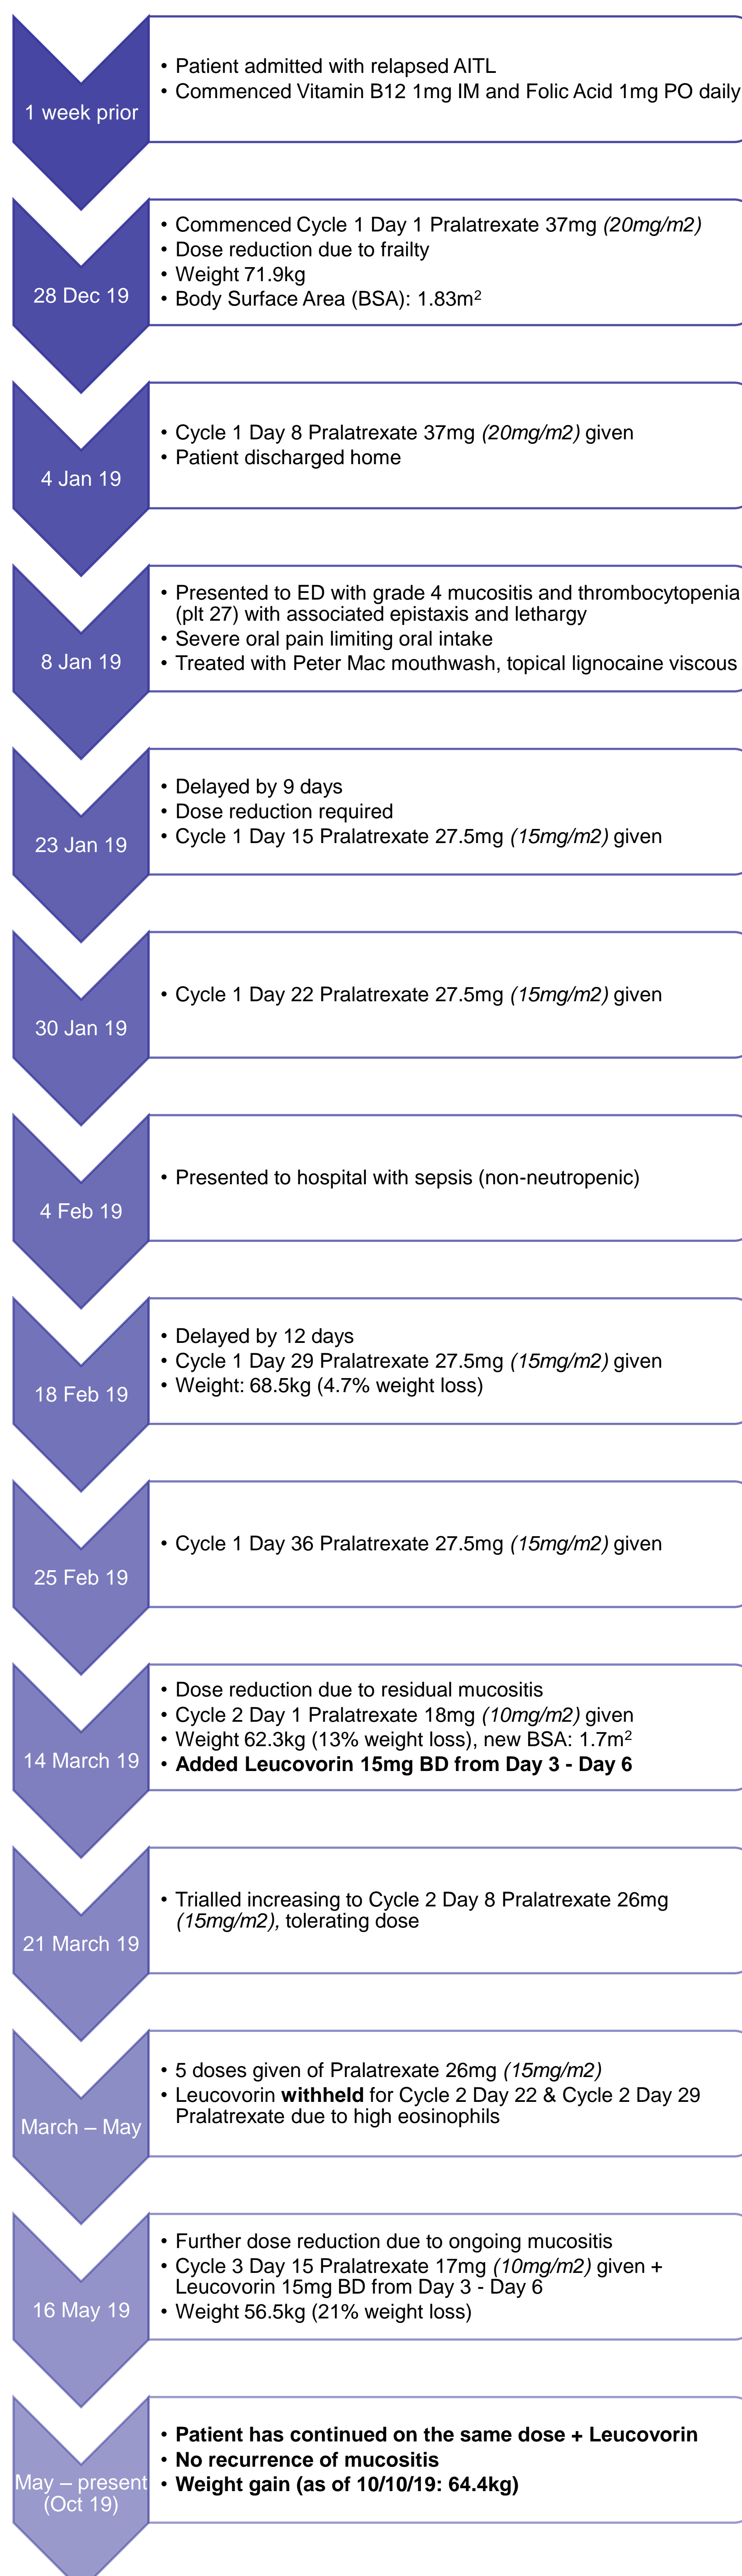 1 week prior
• Patient admitted with relapsed AITL
• Commenced Vitamin B12 1mg IM and Folic Acid 1mg PO daily
28 Dec 19
• Commenced Cycle 1 Day 1 Pralatrexate 37mg (20mg/m2)
• Dose reduction due to frailty
• Weight 71.9kg
• Body Surface Area (BSA): 1.83m²
4 Jan 19
• Cycle 1 Day 8 Pralatrexate 37mg (20mg/m2) given
• Patient discharged home
8 Jan 19
• Presented to ED with grade 4 mucositis and thrombocytopenia
(plt 27) with associated epistaxis and lethargy
• Severe oral pain limiting oral intake
• Treated with Peter Mac mouthwash, topical lignocaine viscous
23 Jan 19
• Delayed by 9 days
• Dose reduction required
• Cycle 1 Day 15 Pralatrexate 27.5mg (15mg/m2) given
30 Jan 19
• Cycle 1 Day 22 Pralatrexate 27.5mg (15mg/m2) given
4 Feb 19
• Presented to hospital with sepsis (non-neutropenic)
18 Feb 19
• Delayed by 12 days
• Cycle 1 Day 29 Pralatrexate 27.5mg (15mg/m2) given
• Weight: 68.5kg (4.7% weight loss)
25 Feb 19
• Cycle 1 Day 36 Pralatrexate 27.5mg (15mg/m2) given
14 March 19
• Dose reduction due to residual mucositis
• Cycle 2 Day 1 Pralatrexate 18mg (10mg/m2) given
• Weight 62.3kg (13% weight loss), new BSA: 1.7m²
• Added Leucovorin 15mg BD from Day 3 - Day 6
21 March 19
• Trialled increasing to Cycle 2 Day 8 Pralatrexate 26mg
(15mg/m2), tolerating dose
March – May
• 5 doses given of Pralatrexate 26mg (15mg/m2)
• Leucovorin withheld for Cycle 2 Day 22 & Cycle 2 Day 29
Pralatrexate due to high eosinophils
16 May 19
• Further dose reduction due to ongoing mucositis
• Cycle 3 Day 15 Pralatrexate 17mg (10mg/m2) given +
Leucovorin 15mg BD from Day 3 - Day 6
• Weight 56.5kg (21% weight loss)
May – present
(Oct 19)
• Patient has continued on the same dose + Leucovorin
• No recurrence of mucositis
• Weight gain (as of 10/10/19: 64.4kg)